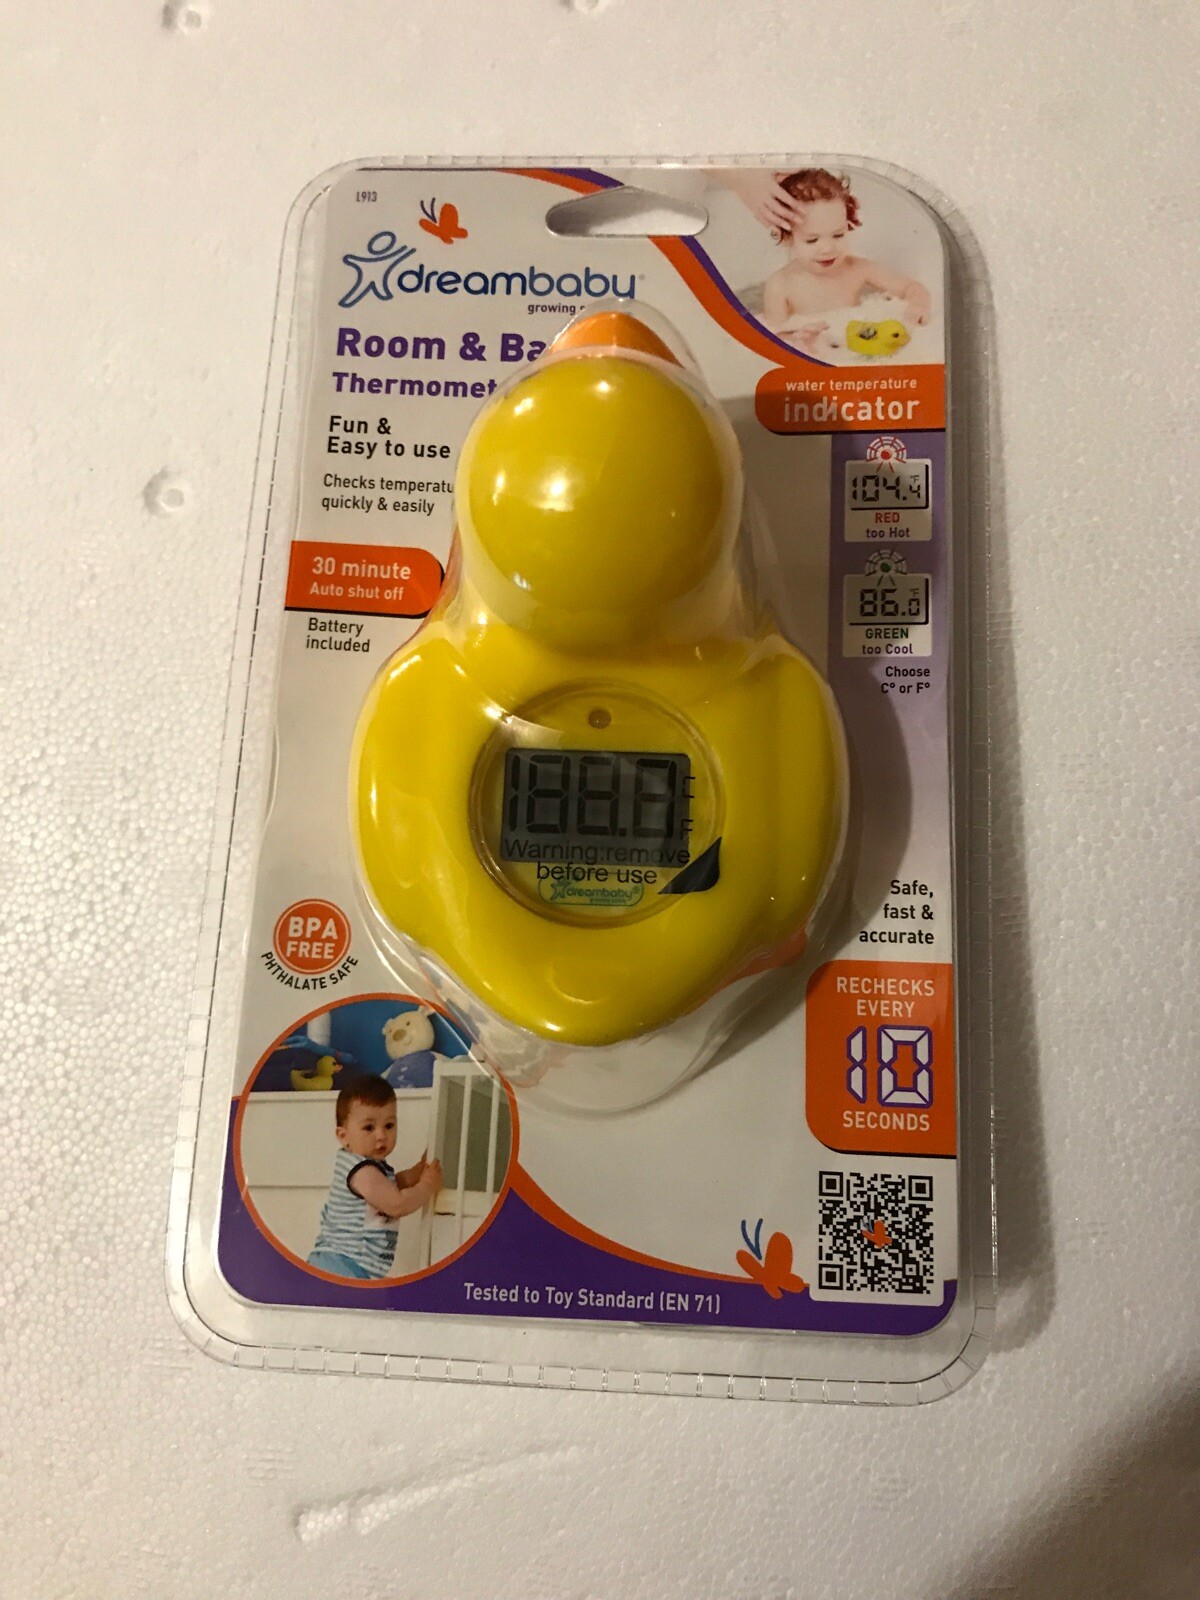 L913
dreambaby
growing
Room & Ba
Thermomet
Fun &
Easy to use
Checks temperatu
quickly & easily
30 minute
Auto shut off
Battery
included
water temperature
indicator
104.4 °F
RED
too Hot
86.0 °F
GREEN
too Cool
Choose
C° or F°
188.8
Warning:remove
before use
dreambaby®
BPA
FREE
PHTHALATE SAFE
Safe,
fast &
accurate
RECHECKS
EVERY
10
SECONDS
Tested to Toy Standard (EN 71)